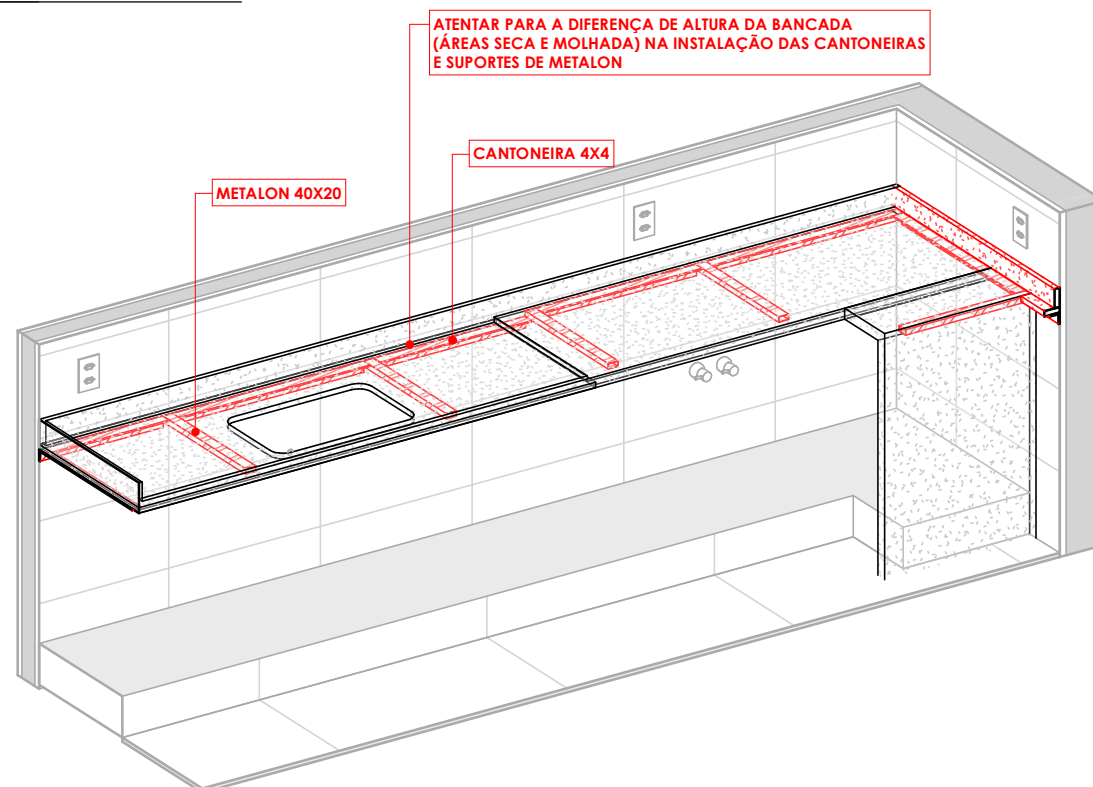 ATENTAR PARA A DIFERENÇA DE ALTURA DA BANCADA
(ÁREAS SECA E MOLHADA) NA INSTALAÇÃO DAS CANTONEIRAS
E SUPORTES DE METALON
CANTONEIRA 4X4
METALON 40X20